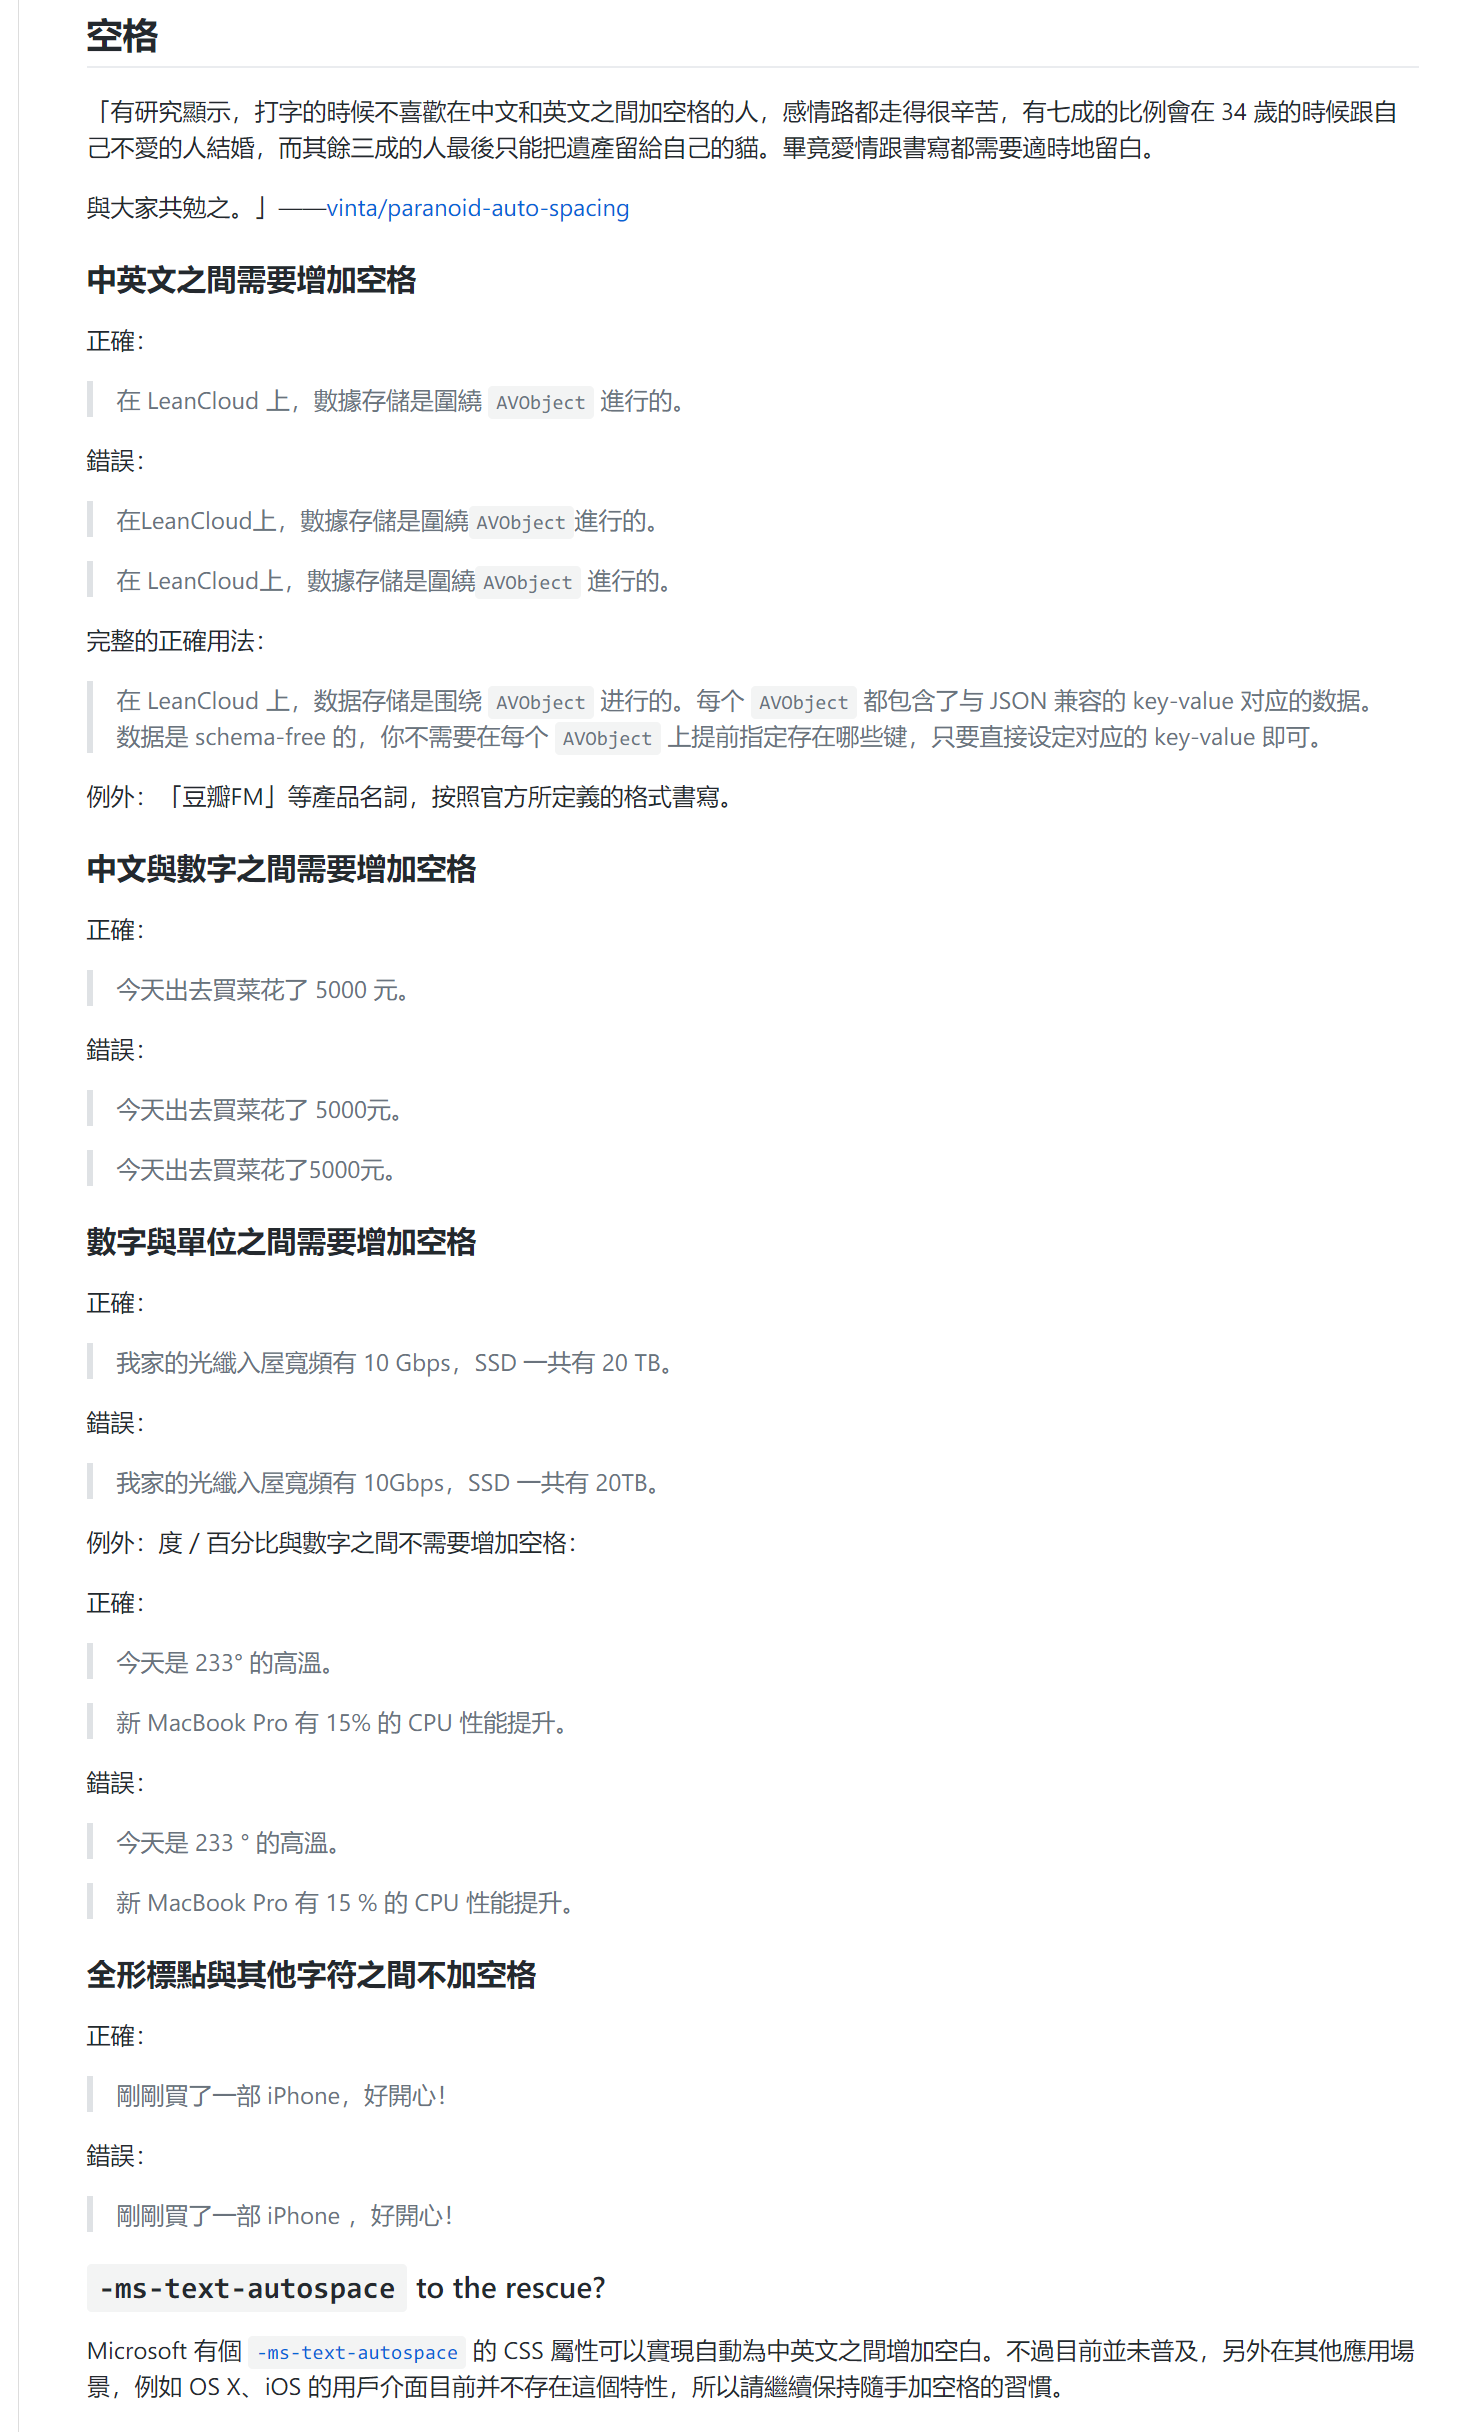 空格
「有研究顯示，打字的時候不喜歡在中文和英文之間加空格的人，感情路都走得很辛苦，有七成的比例會在 34 歲的時候跟自
己不愛的人結婚，而其餘三成的人最後只能把遺產留給自己的貓。畢竟愛情跟書寫都需要適時地留白。
與大家共勉之。」——vinta/paranoid-auto-spacing
中英文之間需要增加空格
正確：
在 LeanCloud 上，數據存儲是圍繞 AVObject 進行的。
錯誤：
在LeanCloud上，數據存儲是圍繞AVObject進行的。
在 LeanCloud上，數據存儲是圍繞AVObject 進行的。
完整的正確用法：
在 LeanCloud 上，数据存储是围绕 AVObject 进行的。每个 AVObject 都包含了与 JSON 兼容的 key-value 对应的数据。
数据是 schema-free 的，你不需要在每个 AVObject 上提前指定存在哪些键，只要直接设定对应的 key-value 即可。
例外：「豆瓣FM」等產品名詞，按照官方所定義的格式書寫。
中文與數字之間需要增加空格
正確：
今天出去買菜花了 5000 元。
錯誤：
今天出去買菜花了 5000元。
今天出去買菜花了5000元。
數字與單位之間需要增加空格
正確：
我家的光纖入屋寬頻有 10 Gbps，SSD 一共有 20 TB。
錯誤：
我家的光纖入屋寬頻有 10Gbps，SSD 一共有 20TB。
例外：度 / 百分比與數字之間不需要增加空格：
正確：
今天是 233° 的高溫。
新 MacBook Pro 有 15% 的 CPU 性能提升。
錯誤：
今天是 233 ° 的高溫。
新 MacBook Pro 有 15 % 的 CPU 性能提升。
全形標點與其他字符之間不加空格
正確：
剛剛買了一部 iPhone，好開心！
錯誤：
剛剛買了一部 iPhone ，好開心！
-ms-text-autospace to the rescue?
Microsoft 有個 -ms-text-autospace 的 CSS 屬性可以實現自動為中英文之間增加空白。不過目前並未普及，另外在其他應用場
景，例如 OS X、iOS 的用戶介面目前并不存在這個特性，所以請繼續保持隨手加空格的習慣。